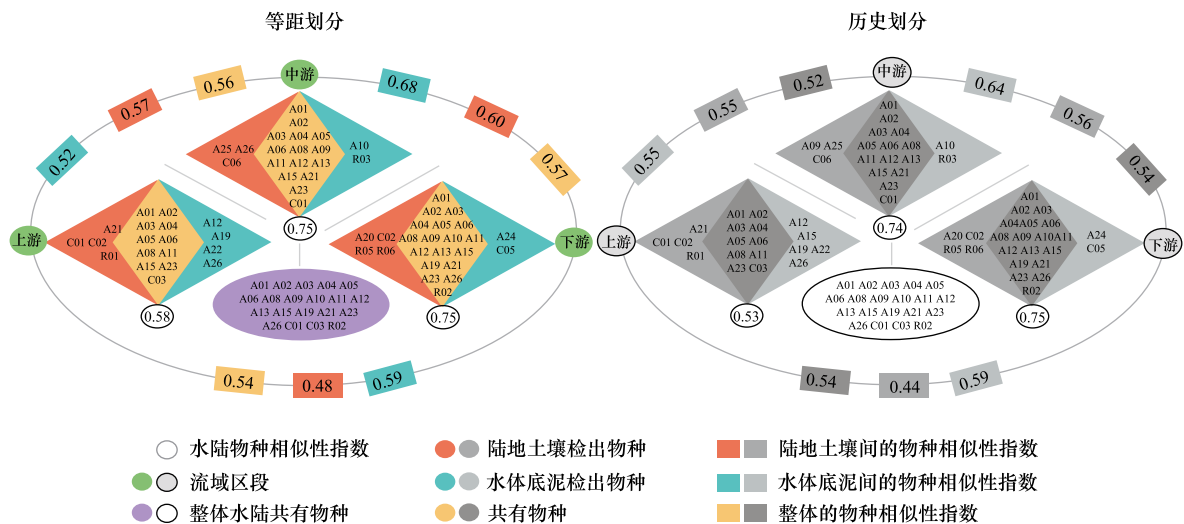 等距划分
历史划分
中游
0.56
0.68
0.57
0.60
0.52
0.57
A01
A02
A03 A04 A05
A06 A08 A09
A11 A12 A13
A15 A21
A23
C01
A25 A26
C06
A10
R03
0.75
上游
A21
C01 C02
R01
A01 A02
A03 A04
A05 A06
A08 A11
A15 A23
C03
A12
A19
A22
A26
0.58
下游
A20 C02
R05 R06
A01
A02 A03
A04 A05 A06
A08 A09 A10 A11
A12 A13 A15
A19 A21
A23 A26
R02
A24
C05
0.75
A01 A02 A03 A04 A05
A06 A08 A09 A10 A11 A12
A13 A15 A19 A21 A23
A26 C01 C03 R02
0.54
0.48
0.59
中游
0.52
0.64
0.55
0.56
0.55
0.54
A01
A02
A03 A04
A05 A06 A08
A11 A12 A13
A15 A21
A23
C01
A09 A25
C06
A10
R03
0.74
上游
A21
C01 C02
R01
A01 A02
A03 A04
A05 A06
A08 A11
A23 C03
A12
A15
A19 A22
A26
0.53
下游
A20 C02
R05 R06
A01
A02 A03
A04A05 A06
A08 A09 A10A11
A12 A13 A15
A19 A21
A23 A26
R02
A24
C05
0.75
A01 A02 A03 A04 A05
A06 A08 A09 A10 A11 A12
A13 A15 A19 A21 A23
A26 C01 C03 R02
0.54
0.44
0.59
水陆物种相似性指数
陆地土壤检出物种
陆地土壤间的物种相似性指数
流域区段
水体底泥检出物种
水体底泥间的物种相似性指数
整体水陆共有物种
共有物种
整体的物种相似性指数